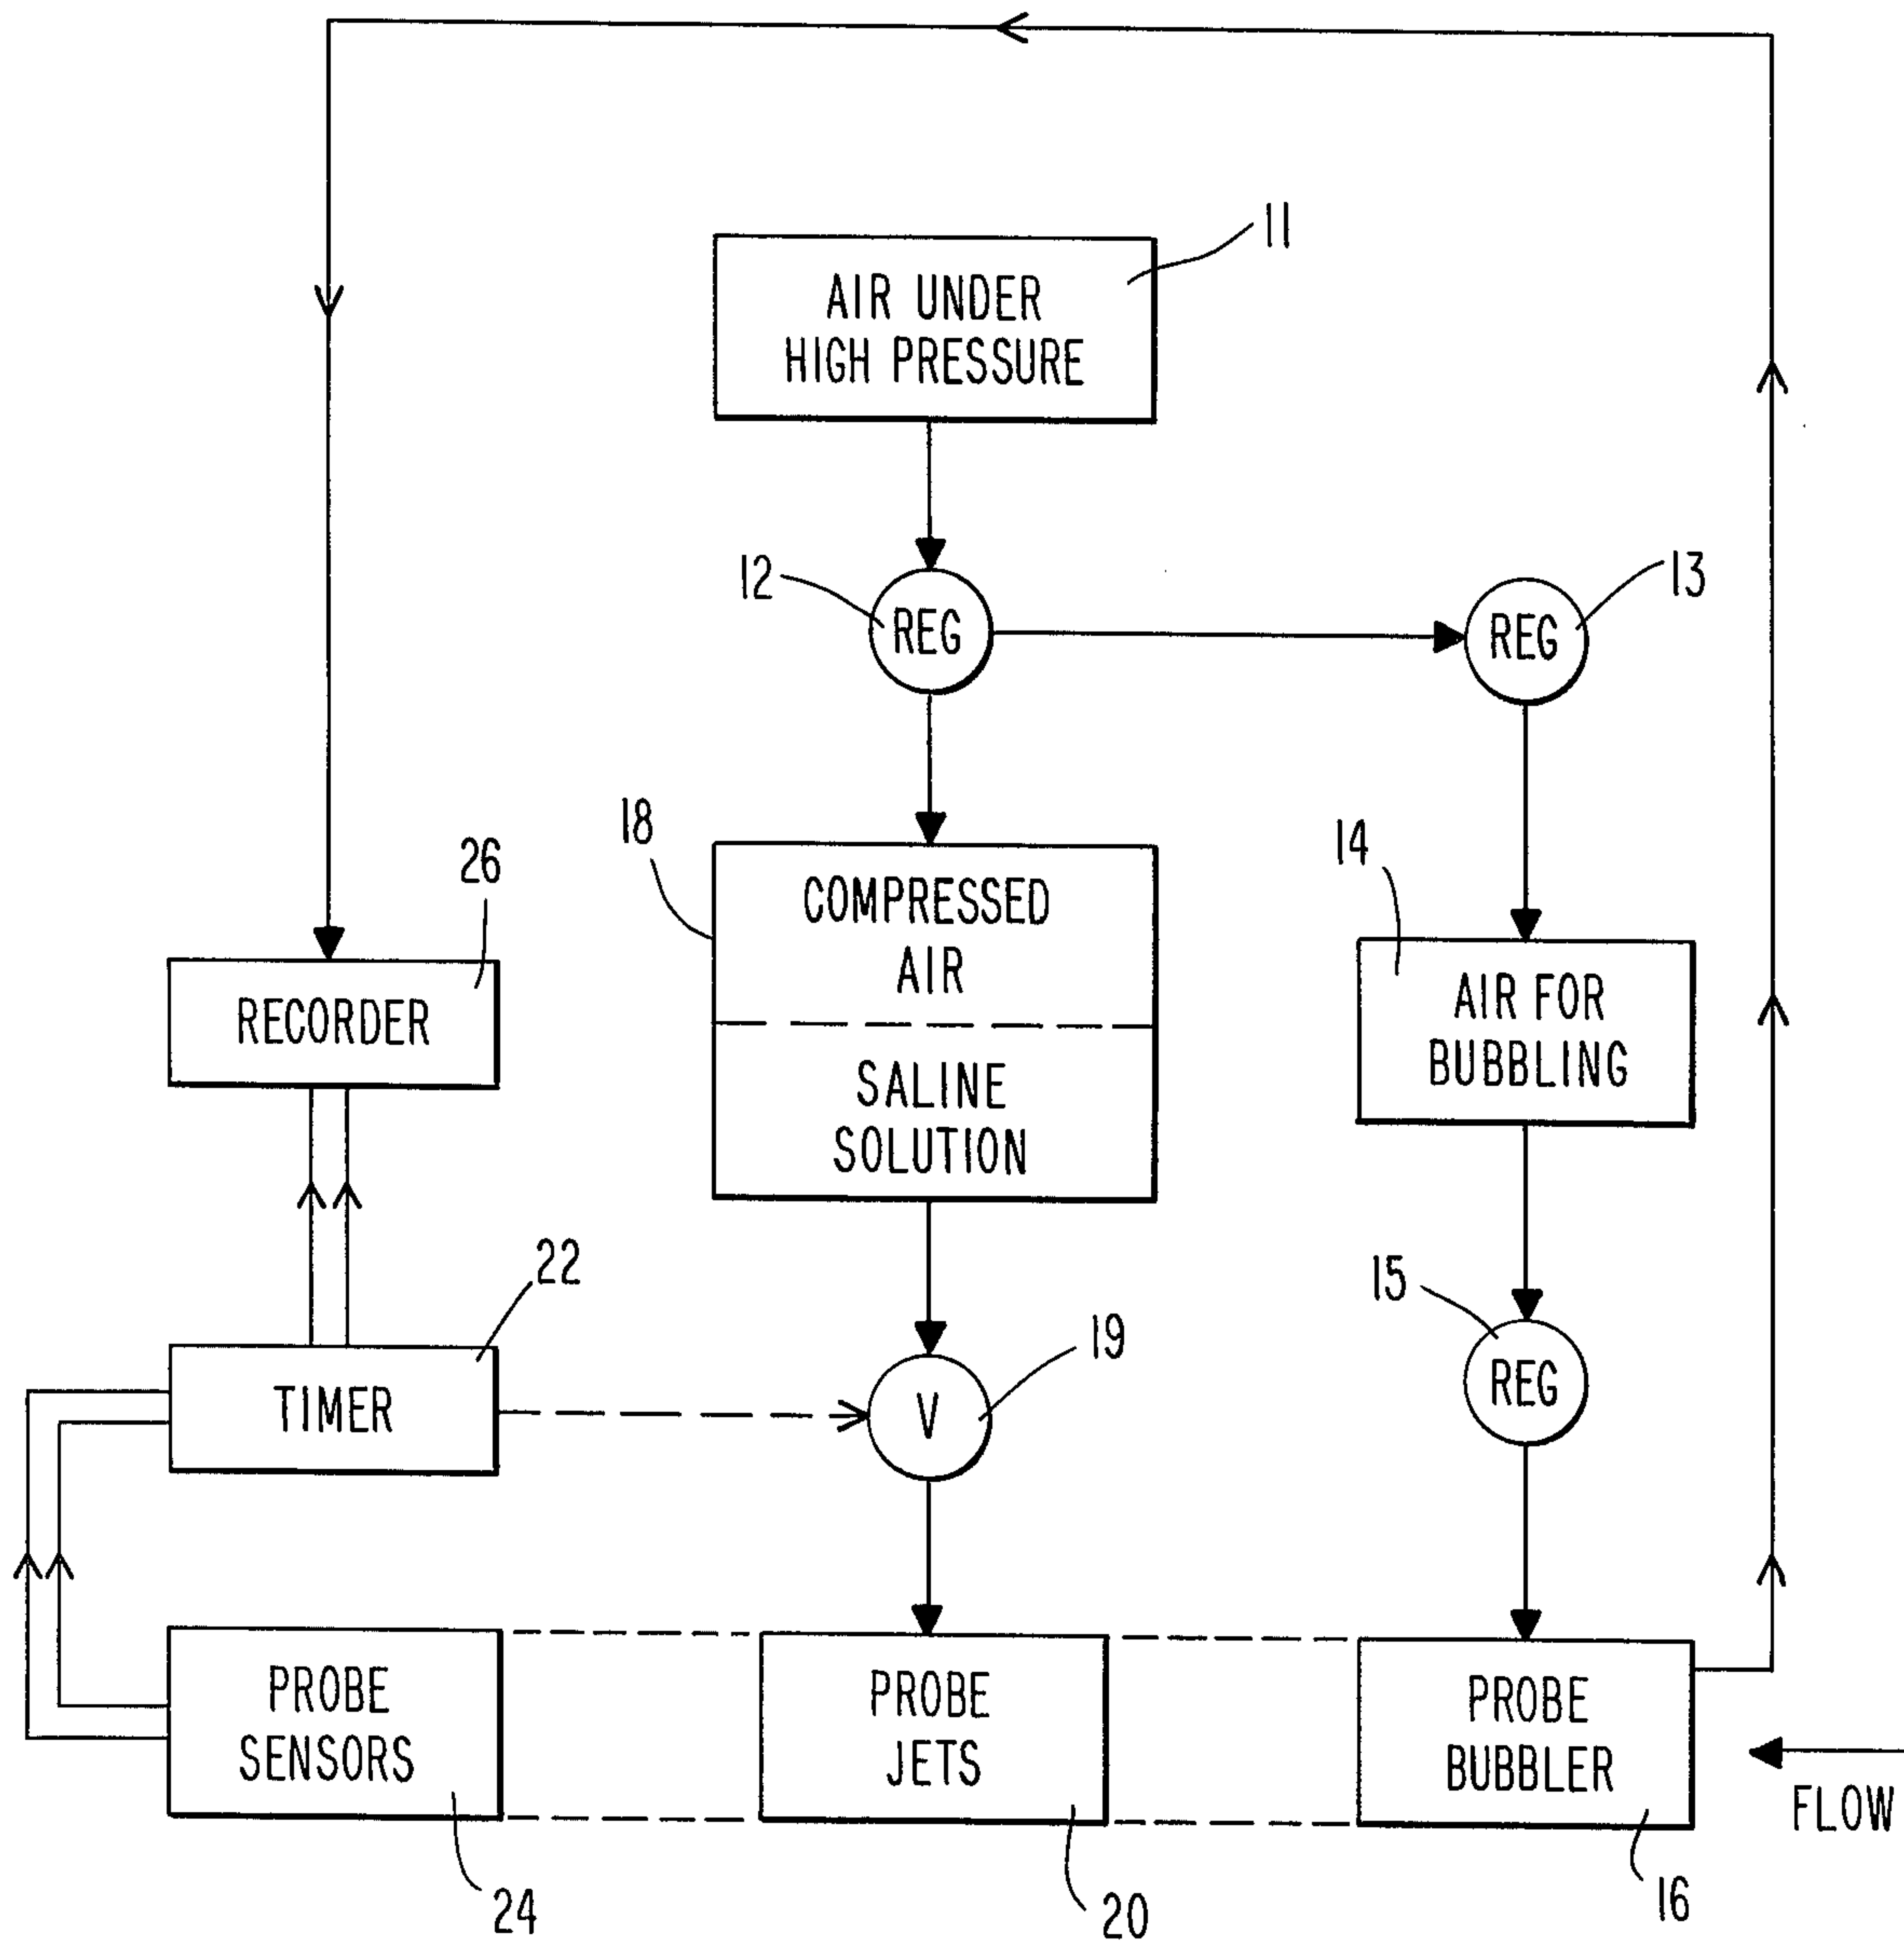 11
AIR UNDER
HIGH PRESSURE
12
REG
13
REG
18
COMPRESSED
AIR
SALINE
SOLUTION
14
AIR FOR
BUBBLING
26
RECORDER
22
TIMER
19
V
15
REG
PROBE
SENSORS
24
PROBE
JETS
20
PROBE
BUBBLER
16
FLOW